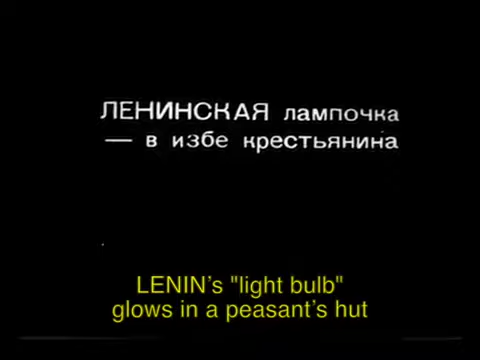 ЛЕНИНСКАЯ лампочка
— в избе крестьянина
LENIN’s "light bulb"
glows in a peasant’s hut